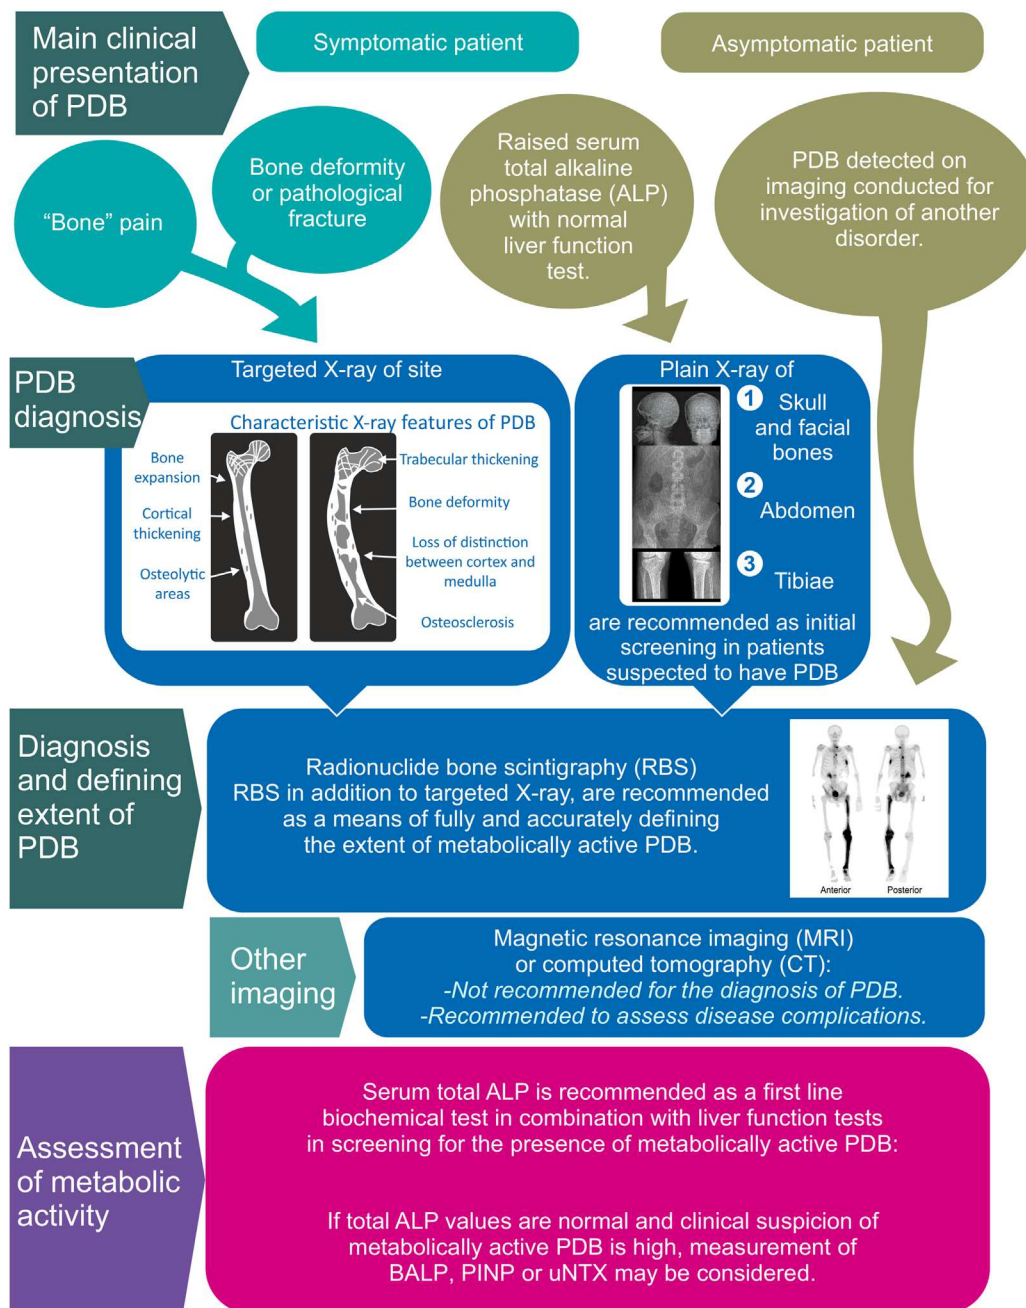 Main clinical
presentation
of PDB
Symptomatic patient
Asymptomatic patient
“Bone” pain
Bone deformity
or pathological
fracture
Raised serum
total alkaline
phosphatase (ALP)
with normal
liver function
test.
PDB detected on
imaging conducted for
investigation of another
disorder.
PDB
diagnosis
Targeted X-ray of site
Characteristic X-ray features of PDB
Bone
expansion
Cortical
thickening
Osteolytic
areas
Trabecular thickening
Bone deformity
Loss of distinction
between cortex and
medulla
Osteosclerosis
Plain X-ray of
1 Skull
and facial
bones
2 Abdomen
3 Tibiae
are recommended as initial
screening in patients
suspected to have PDB
Diagnosis
and defining
extent of
PDB
Radionuclide bone scintigraphy (RBS)
RBS in addition to targeted X-ray, are recommended
as a means of fully and accurately defining
the extent of metabolically active PDB.
Anterior
Posterior
Other
imaging
Magnetic resonance imaging (MRI)
or computed tomography (CT):
-Not recommended for the diagnosis of PDB.
-Recommended to assess disease complications.
Assessment
of metabolic
activity
Serum total ALP is recommended as a first line
biochemical test in combination with liver function tests
in screening for the presence of metabolically active PDB:
If total ALP values are normal and clinical suspicion of
metabolically active PDB is high, measurement of
BALP, PINP or uNTX may be considered.